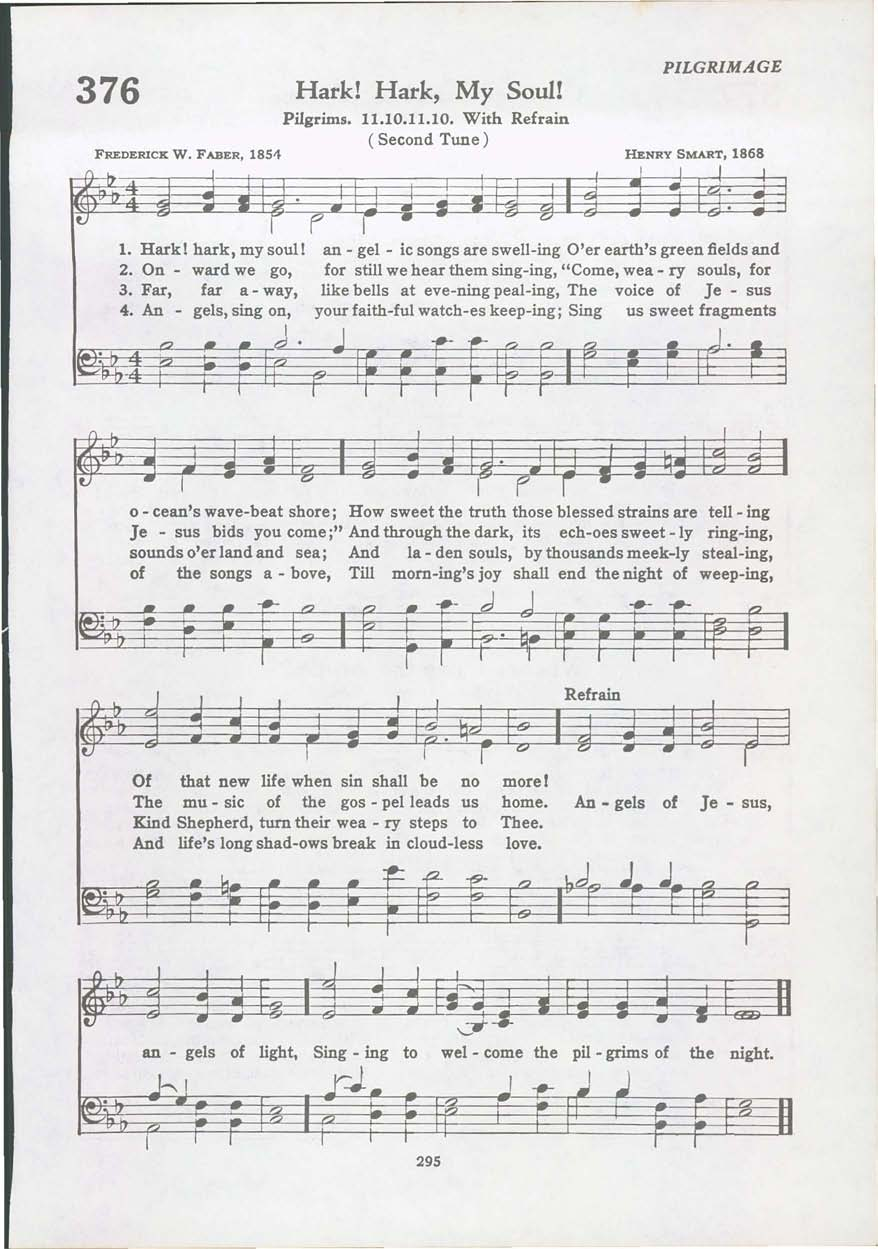 PILGRIMAGE
376
Hark! Hark, My Soul!
Pilgrims. 11.10.11.10. With Refrain
(Second Tune)
FREDERICK W. FABER, 1854
HENRY SMART, 1868
1. Hark! hark, my soul! an - gel - ic songs are swell-ing O'er earth's green fields and
2. On - ward we go, for still we hear them sing-ing, "Come, wea - ry souls, for
3. Far, far a - way, like bells at eve-ning peal-ing, The voice of Je - sus
4. An - gels, sing on, your faith-ful watch-es keep-ing; Sing us sweet fragments
o - cean's wave-beat shore; How sweet the truth those blessed strains are tell - ing
Je - sus bids you come;" And through the dark, its ech-oes sweet - ly ring-ing,
sounds o'er land and sea; And la - den souls, by thousands meek-ly steal-ing,
of the songs a - bove, Till morn-ing's joy shall end the night of weep-ing,
Refrain
Of that new life when sin shall be no more!
The mu - sic of the gos - pel leads us home. An - gels of Je - sus,
Kind Shepherd, turn their wea - ry steps to Thee.
And life's long shad-ows break in cloud-less love.
an - gels of light, Sing - ing to wel - come the pil - grims of the night.
295